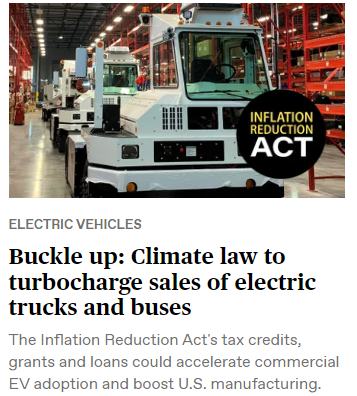 INFLATION
REDUCTION
ACT
ELECTRIC VEHICLES
Buckle up: Climate law to
turbocharge sales of electric
trucks and buses
The Inflation Reduction Act's tax credits,
grants and loans could accelerate commercial
EV adoption and boost U.S. manufacturing.